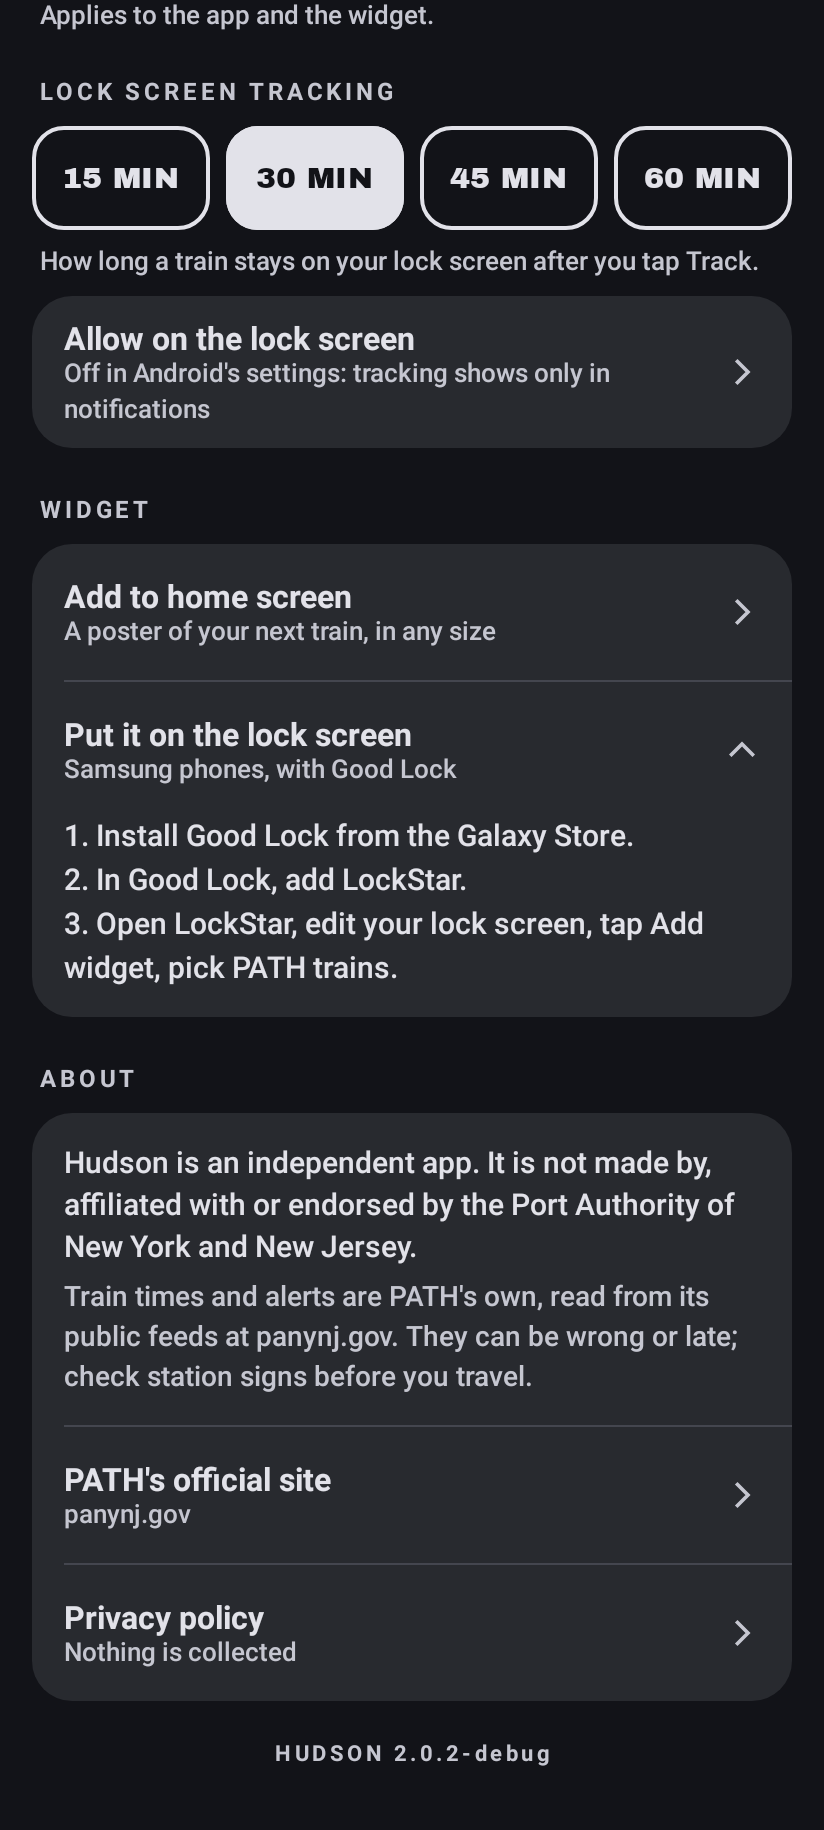 Applies to the app and the widget.
LOCK SCREEN TRACKING
15 MIN
30 MIN
45 MIN
60 MIN
How long a train stays on your lock screen after you tap Track.
Allow on the lock screen
Off in Android's settings: tracking shows only in
notifications
WIDGET
Add to home screen
A poster of your next train, in any size
Put it on the lock screen
Samsung phones, with Good Lock
1. Install Good Lock from the Galaxy Store.
2. In Good Lock, add LockStar.
3. Open LockStar, edit your lock screen, tap Add
widget, pick PATH trains.
ABOUT
Hudson is an independent app. It is not made by,
affiliated with or endorsed by the Port Authority of
New York and New Jersey.
Train times and alerts are PATH's own, read from its
public feeds at panynj.gov. They can be wrong or late;
check station signs before you travel.
PATH's official site
panynj.gov
Privacy policy
Nothing is collected
HUDSON 2.0.2-debug